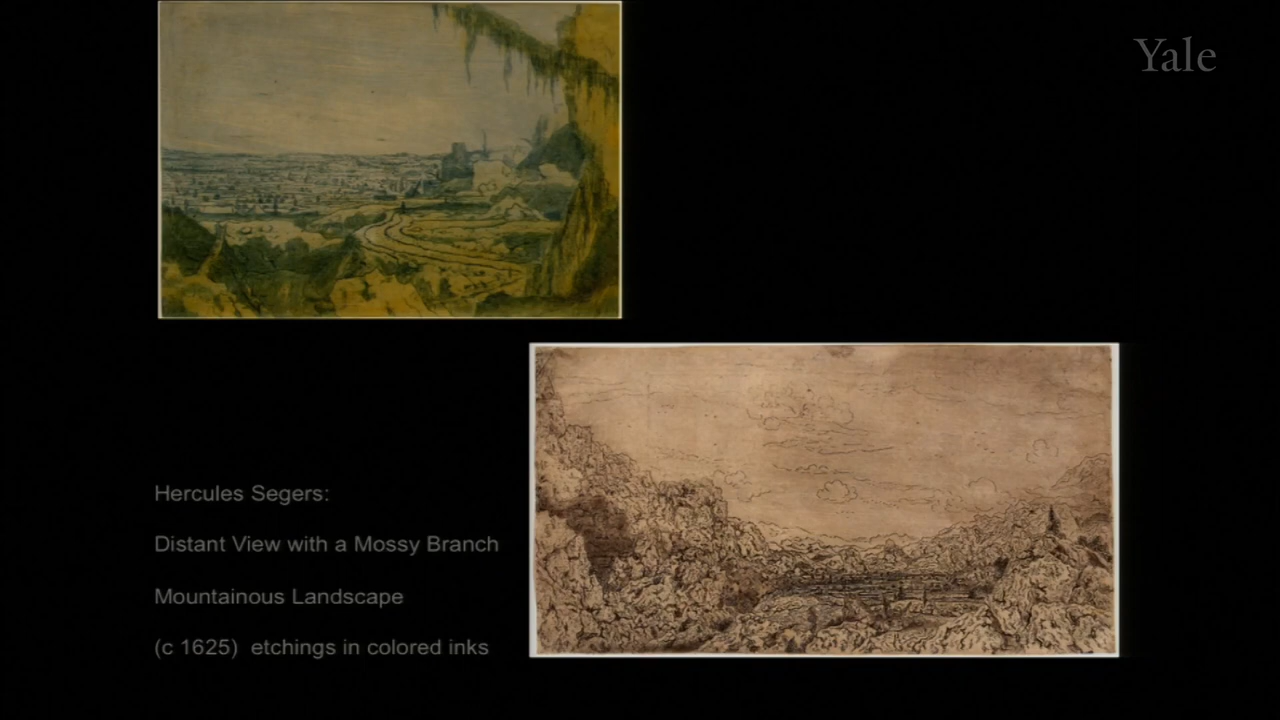 Yale
Hercules Segers:
Distant View with a Mossy Branch
Mountainous Landscape
(c 1625)  etchings in colored inks